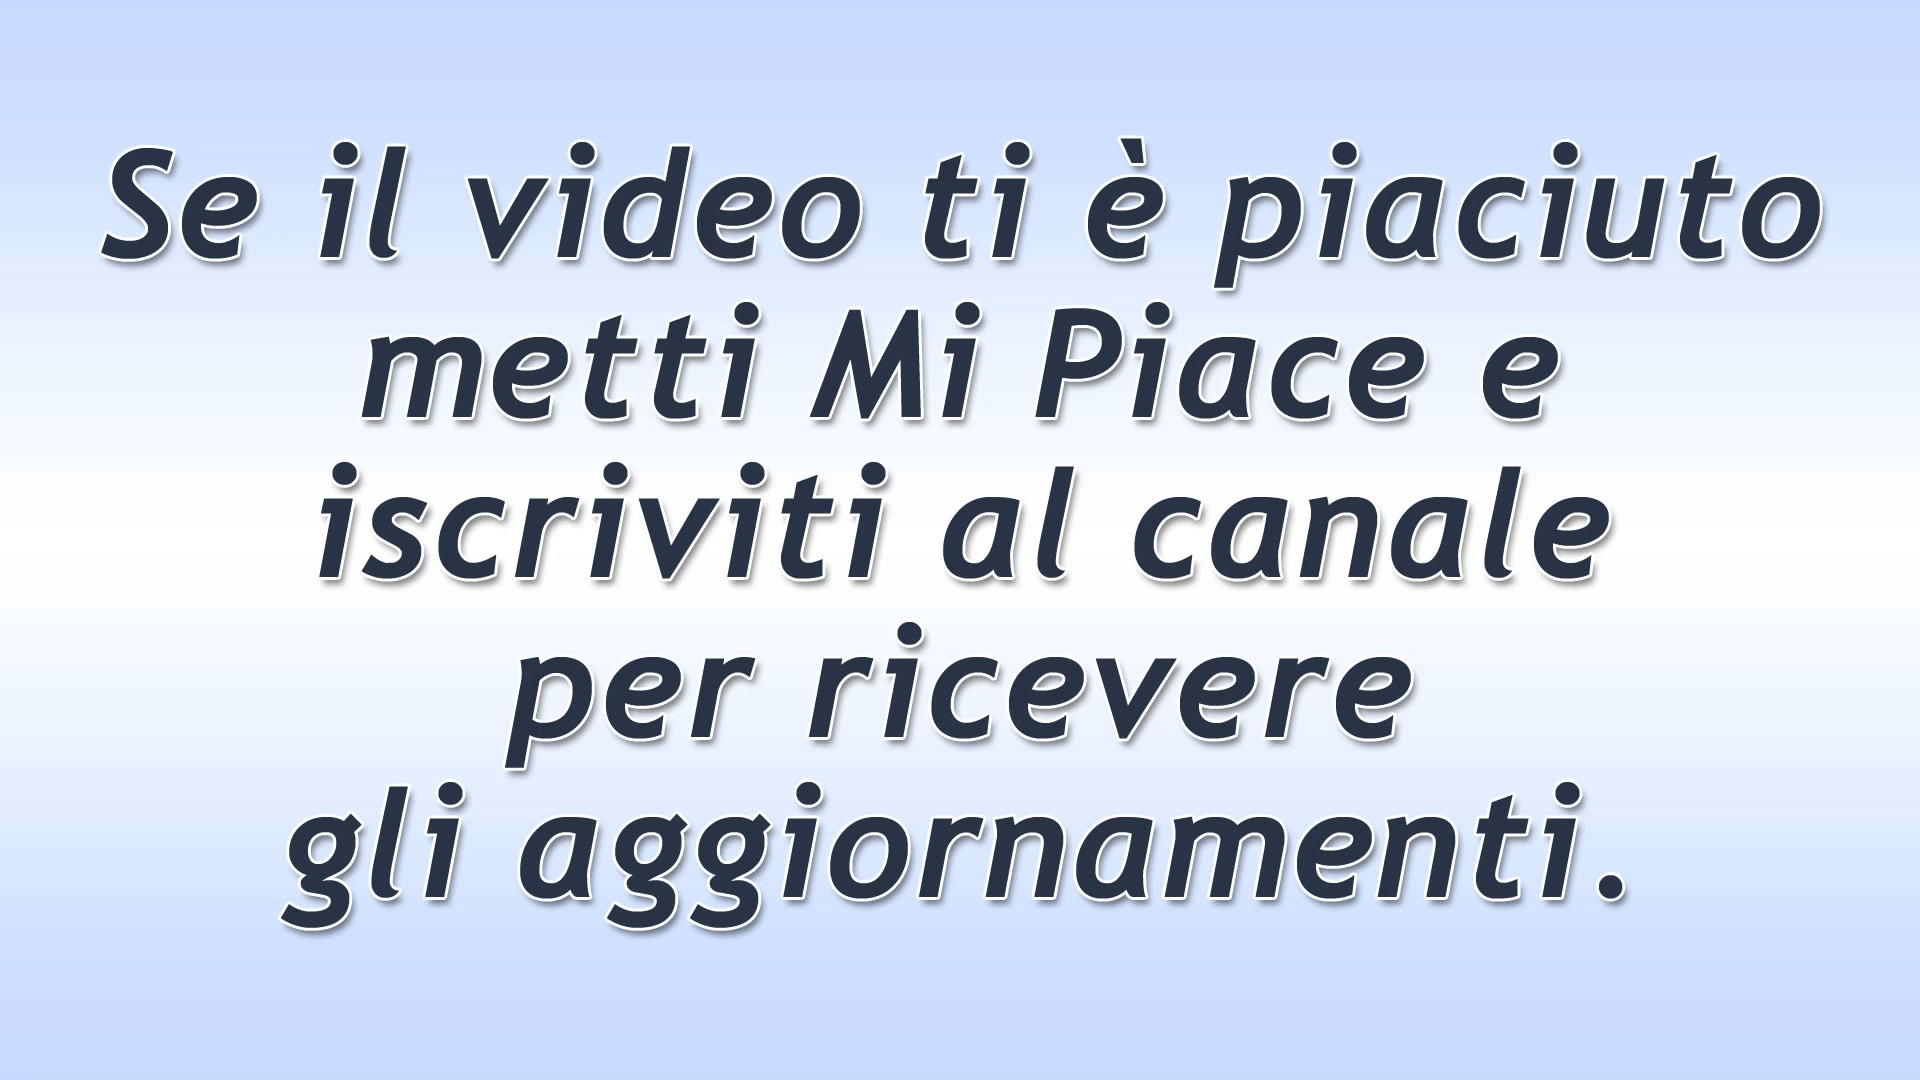 Se il video ti è piaciuto
metti Mi Piace e
iscriviti al canale
per ricevere
gli aggiornamenti.